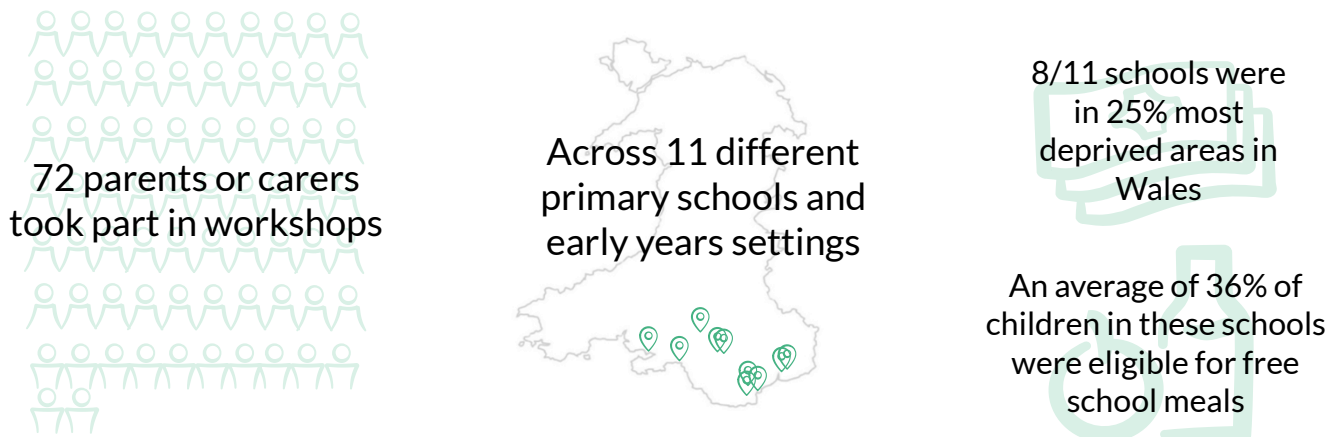 72 parents or carers
took part in workshops
Across 11 different
primary schools and
early years settings
8/11 schools were
in 25% most
deprived areas in
Wales
An average of 36% of
children in these schools
were eligible for free
school meals